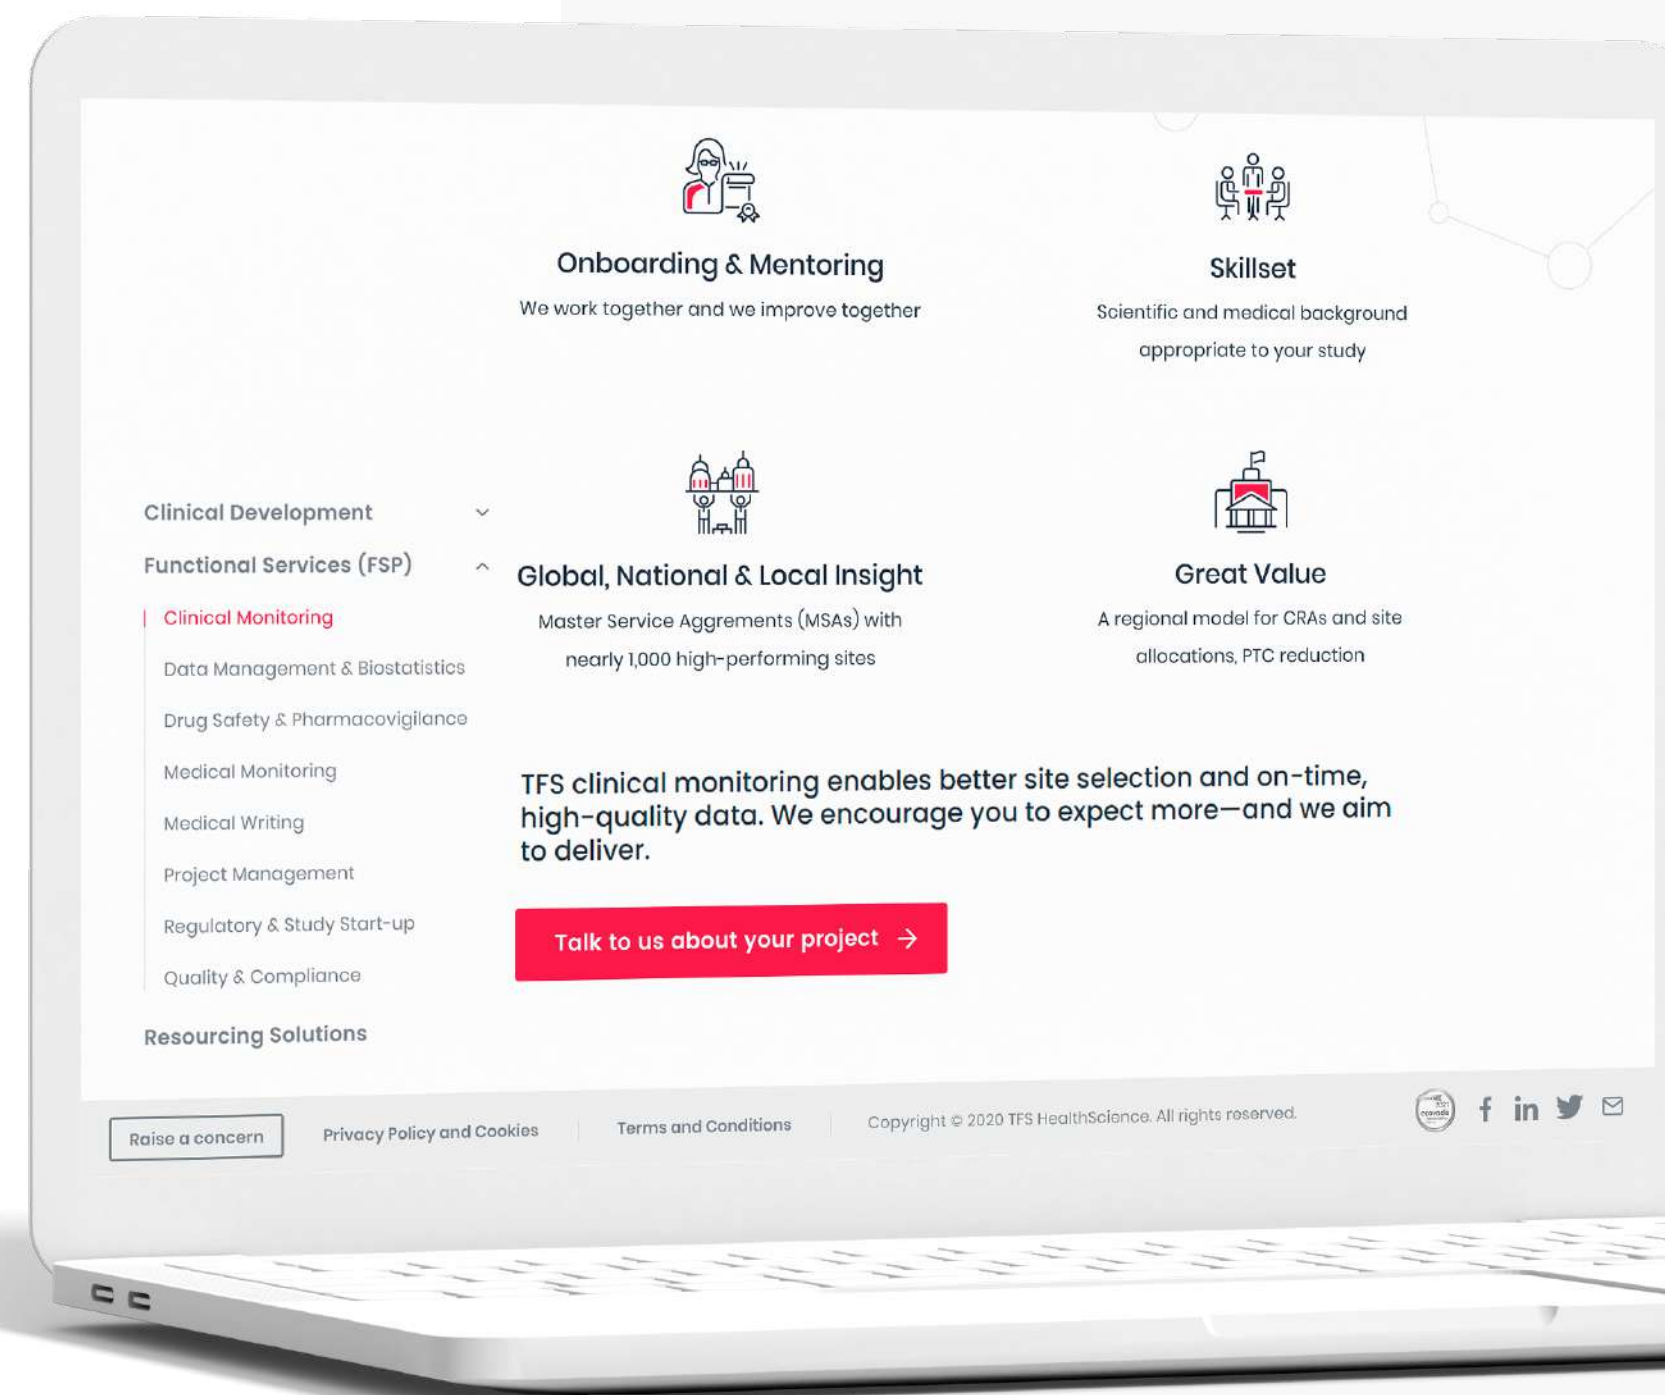 Onboarding & Mentoring
We work together and we improve together
Skillset
Scientific and medical background
appropriate to your study
Global, National & Local Insight
Master Service Aggrements (MSAs) with
nearly 1,000 high-performing sites
Great Value
A regional model for CRAs and site
allocations, PTC reduction
Clinical Development
Functional Services (FSP)
Clinical Monitoring
Data Management & Biostatistics
Drug Safety & Pharmacovigilance
Medical Monitoring
Medical Writing
Project Management
Regulatory & Study Start-up
Quality & Compliance
Resourcing Solutions
TFS clinical monitoring enables better site selection and on-time,
high-quality data. We encourage you to expect more—and we aim
to deliver.
Talk to us about your project →
Raise a concern
Privacy Policy and Cookies
Terms and Conditions
Copyright © 2020 TFS HealthScience. All rights reserved.
ecovadis
f in